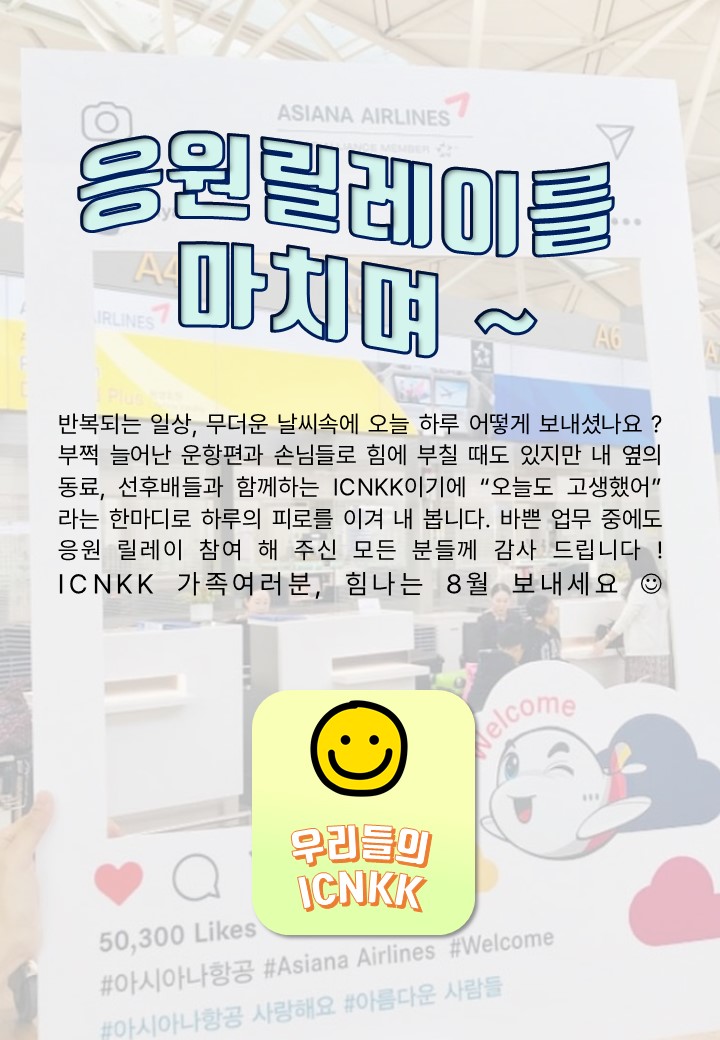 ASIANA AIRLINES
응원릴레이를
마치며 ~
A4
A6
반복되는 일상, 무더운 날씨속에 오늘 하루 어떻게 보내셨나요 ?
부쩍 늘어난 운항편과 손님들로 힘에 부칠 때도 있지만 내 옆의
동료, 선후배들과 함께하는 ICNKK이기에 “오늘도 고생했어”
라는 한마디로 하루의 피로를 이겨 내 봅니다. 바쁜 업무 중에도
응원 릴레이 참여 해 주신 모든 분들께 감사 드립니다 !
ICNKK 가족여러분, 힘나는 8월 보내세요 ☺
Welcome
우리들의
ICNKK
50,300 Likes
#아시아나항공 #Asiana Airlines #Welcome
#아시아나항공 사랑해요 #아름다운 사람들